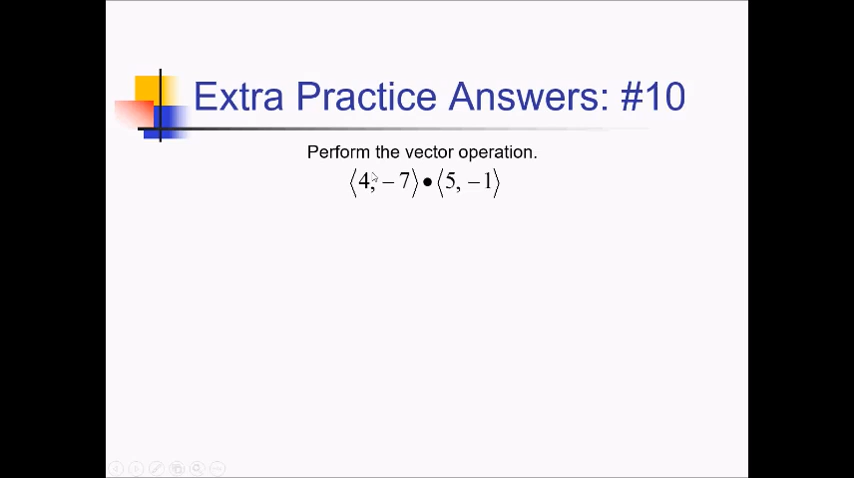 Extra Practice Answers: #10
Perform the vector operation.
⟨4, −7⟩•⟨5, −1⟩